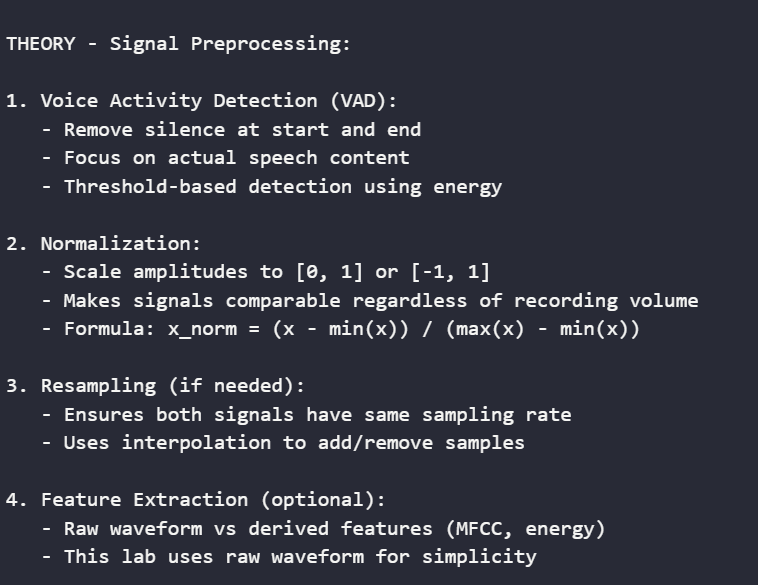 THEORY - Signal Preprocessing:
1. Voice Activity Detection (VAD):
- Remove silence at start and end
- Focus on actual speech content
- Threshold-based detection using energy
2. Normalization:
- Scale amplitudes to [0, 1] or [-1, 1]
- Makes signals comparable regardless of recording volume
- Formula: x_norm = (x - min(x)) / (max(x) - min(x))
3. Resampling (if needed):
- Ensures both signals have same sampling rate
- Uses interpolation to add/remove samples
4. Feature Extraction (optional):
- Raw waveform vs derived features (MFCC, energy)
- This lab uses raw waveform for simplicity